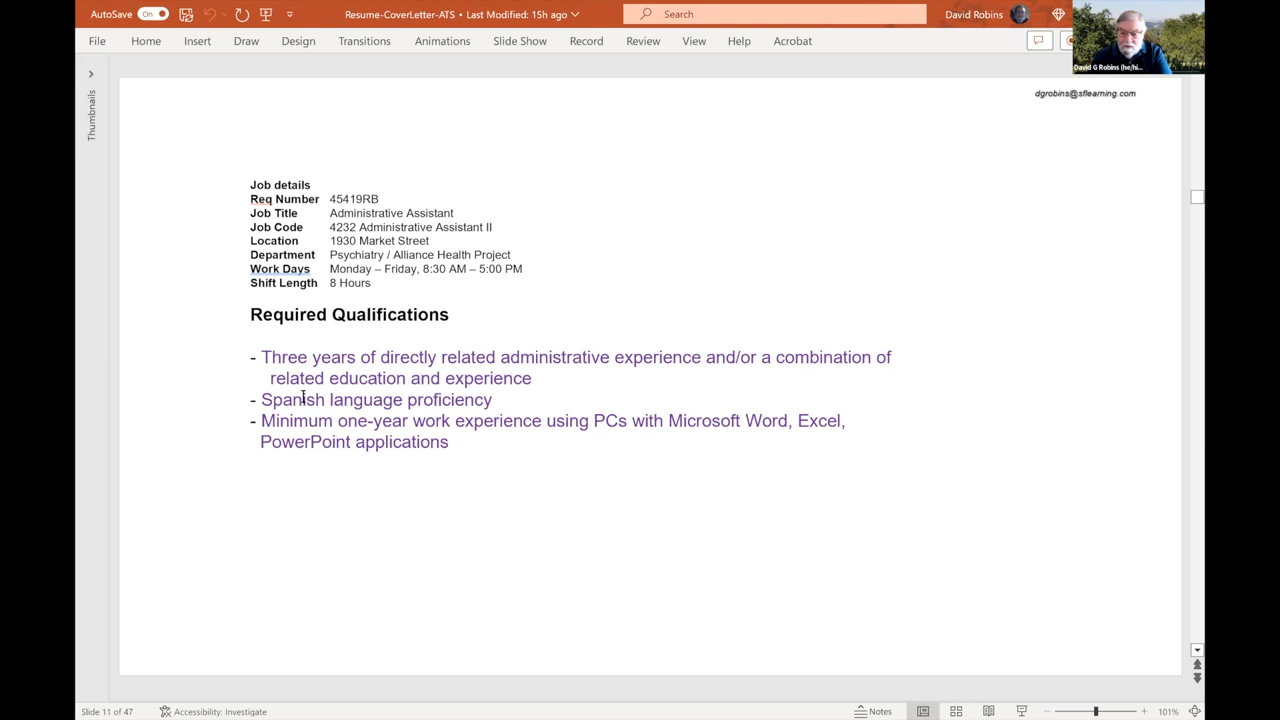 AutoSave On Resume-CoverLetter-ATS • Last Modified: 15h ago Search David Robins
File Home Insert Draw Design Transitions Animations Slide Show Record Review View Help Acrobat
David G Robins (he/hi...
Thumbnails
dgrobins@sflearning.com
Job details
Req Number 45419RB
Job Title Administrative Assistant
Job Code 4232 Administrative Assistant II
Location 1930 Market Street
Department Psychiatry / Alliance Health Project
Work Days Monday – Friday, 8:30 AM – 5:00 PM
Shift Length 8 Hours
Required Qualifications
- Three years of directly related administrative experience and/or a combination of
related education and experience
- Spanish language proficiency
- Minimum one-year work experience using PCs with Microsoft Word, Excel,
PowerPoint applications
Slide 11 of 47 Accessibility: Investigate Notes 101%